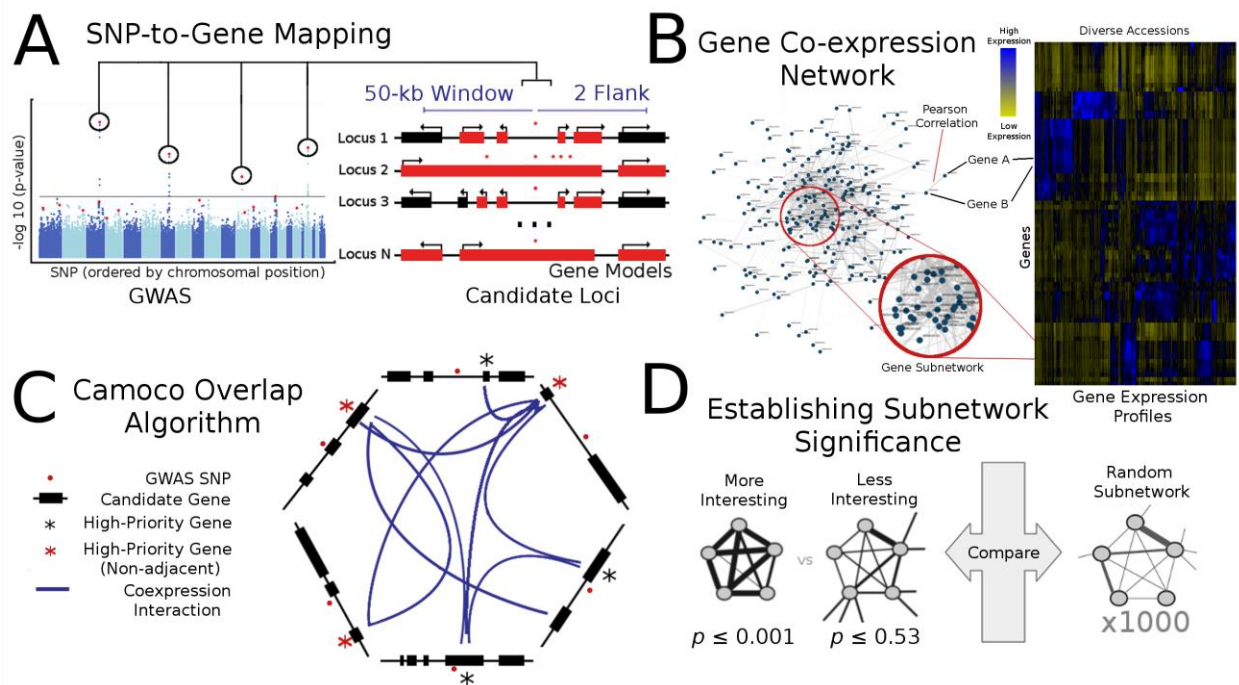 A
SNP-to-Gene Mapping
50-kb Window
2 Flank
Locus 1
Locus 2
Locus 3
Locus N
-log 10 (p-value)
SNP (ordered by chromosomal position)
GWAS
Gene Models
Candidate Loci
B
Gene Co-expression
Network
High
Expression
Low
Expression
Diverse Accessions
Pearson
Correlation
Gene A
Gene B
Genes
Gene Subnetwork
Gene Expression
Profiles
C
Camoco Overlap
Algorithm
GWAS SNP
Candidate Gene
High-Priority Gene
High-Priority Gene
(Non-adjacent)
Coexpression
Interaction
D
Establishing Subnetwork
Significance
More
Interesting
vs
Less
Interesting
p ≤ 0.001
p ≤ 0.53
Compare
Random
Subnetwork
x1000